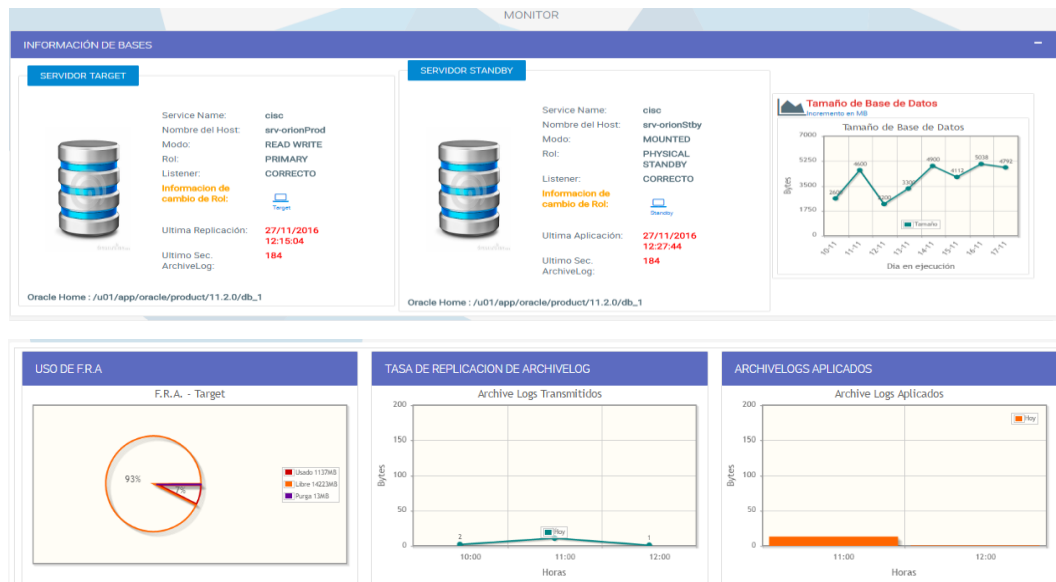 MONITOR
INFORMACIÓN DE BASES
SERVIDOR TARGET
Service Name: cisc
Nombre del Host: srv-orionProd
Modo: READ WRITE
Rol: PRIMARY
Listener: CORRECTO
Informacion de cambio de Rol:
Target
Ultima Replicación: 27/11/2016 12:15:04
Ultimo Sec. ArchiveLog: 184
Oracle Home : /u01/app/oracle/product/11.2.0/db_1
SERVIDOR STANDBY
Service Name: cisc
Nombre del Host: srv-orionStby
Modo: MOUNTED
Rol: PHYSICAL STANDBY
Listener: CORRECTO
Informacion de cambio de Rol:
Standby
Ultima Aplicación: 27/11/2016 12:27:44
Ultimo Sec. ArchiveLog: 184
Oracle Home : /u01/app/oracle/product/11.2.0/db_1
Tamaño de Base de Datos
Incremento en MB
Tamaño de Base de Datos
7000
5250
3500
1750
0
Bytes
4600
4900
4112
5038
4792
Tamaño
10-11
11-11
12-11
13-11
14-11
15-11
16-11
17-11
Dia en ejecución
USO DE F.R.A
F.R.A. - Target
93%
7%
Usado 1137MB
Libre 14223MB
Purga 13MB
TASA DE REPLICACION DE ARCHIVELOG
Archive Logs Transmitidos
200
150
100
50
0
Bytes
2
1
Hoy
10:00
11:00
12:00
Horas
ARCHIVELOGS APLICADOS
Archive Logs Aplicados
200
150
100
50
0
Bytes
Hoy
11:00
12:00
Horas